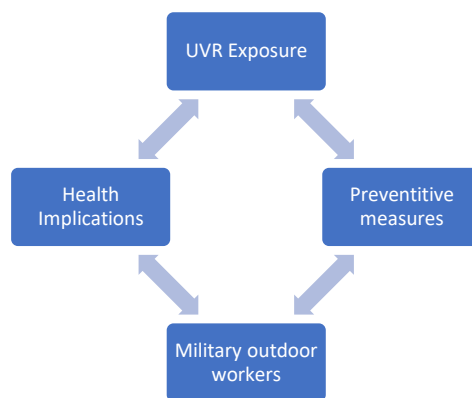 UVR Exposure
Health
Implications
Preventitive
measures
Military outdoor
workers